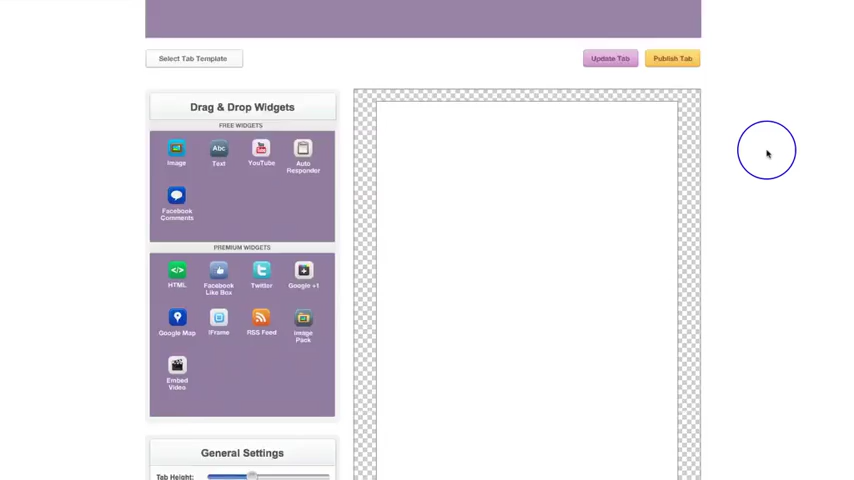 Select Tab Template
Update Tab
Publish Tab
Drag & Drop Widgets
FREE WIDGETS
Image
Abc
Text
You
Tube
YouTube
Auto
Responder
Facebook
Comments
PREMIUM WIDGETS
</>
HTML
Facebook
Like Box
Twitter
Google +1
Google Map
IFrame
RSS Feed
Image
Pack
Embed
Video
General Settings
Tab Height: